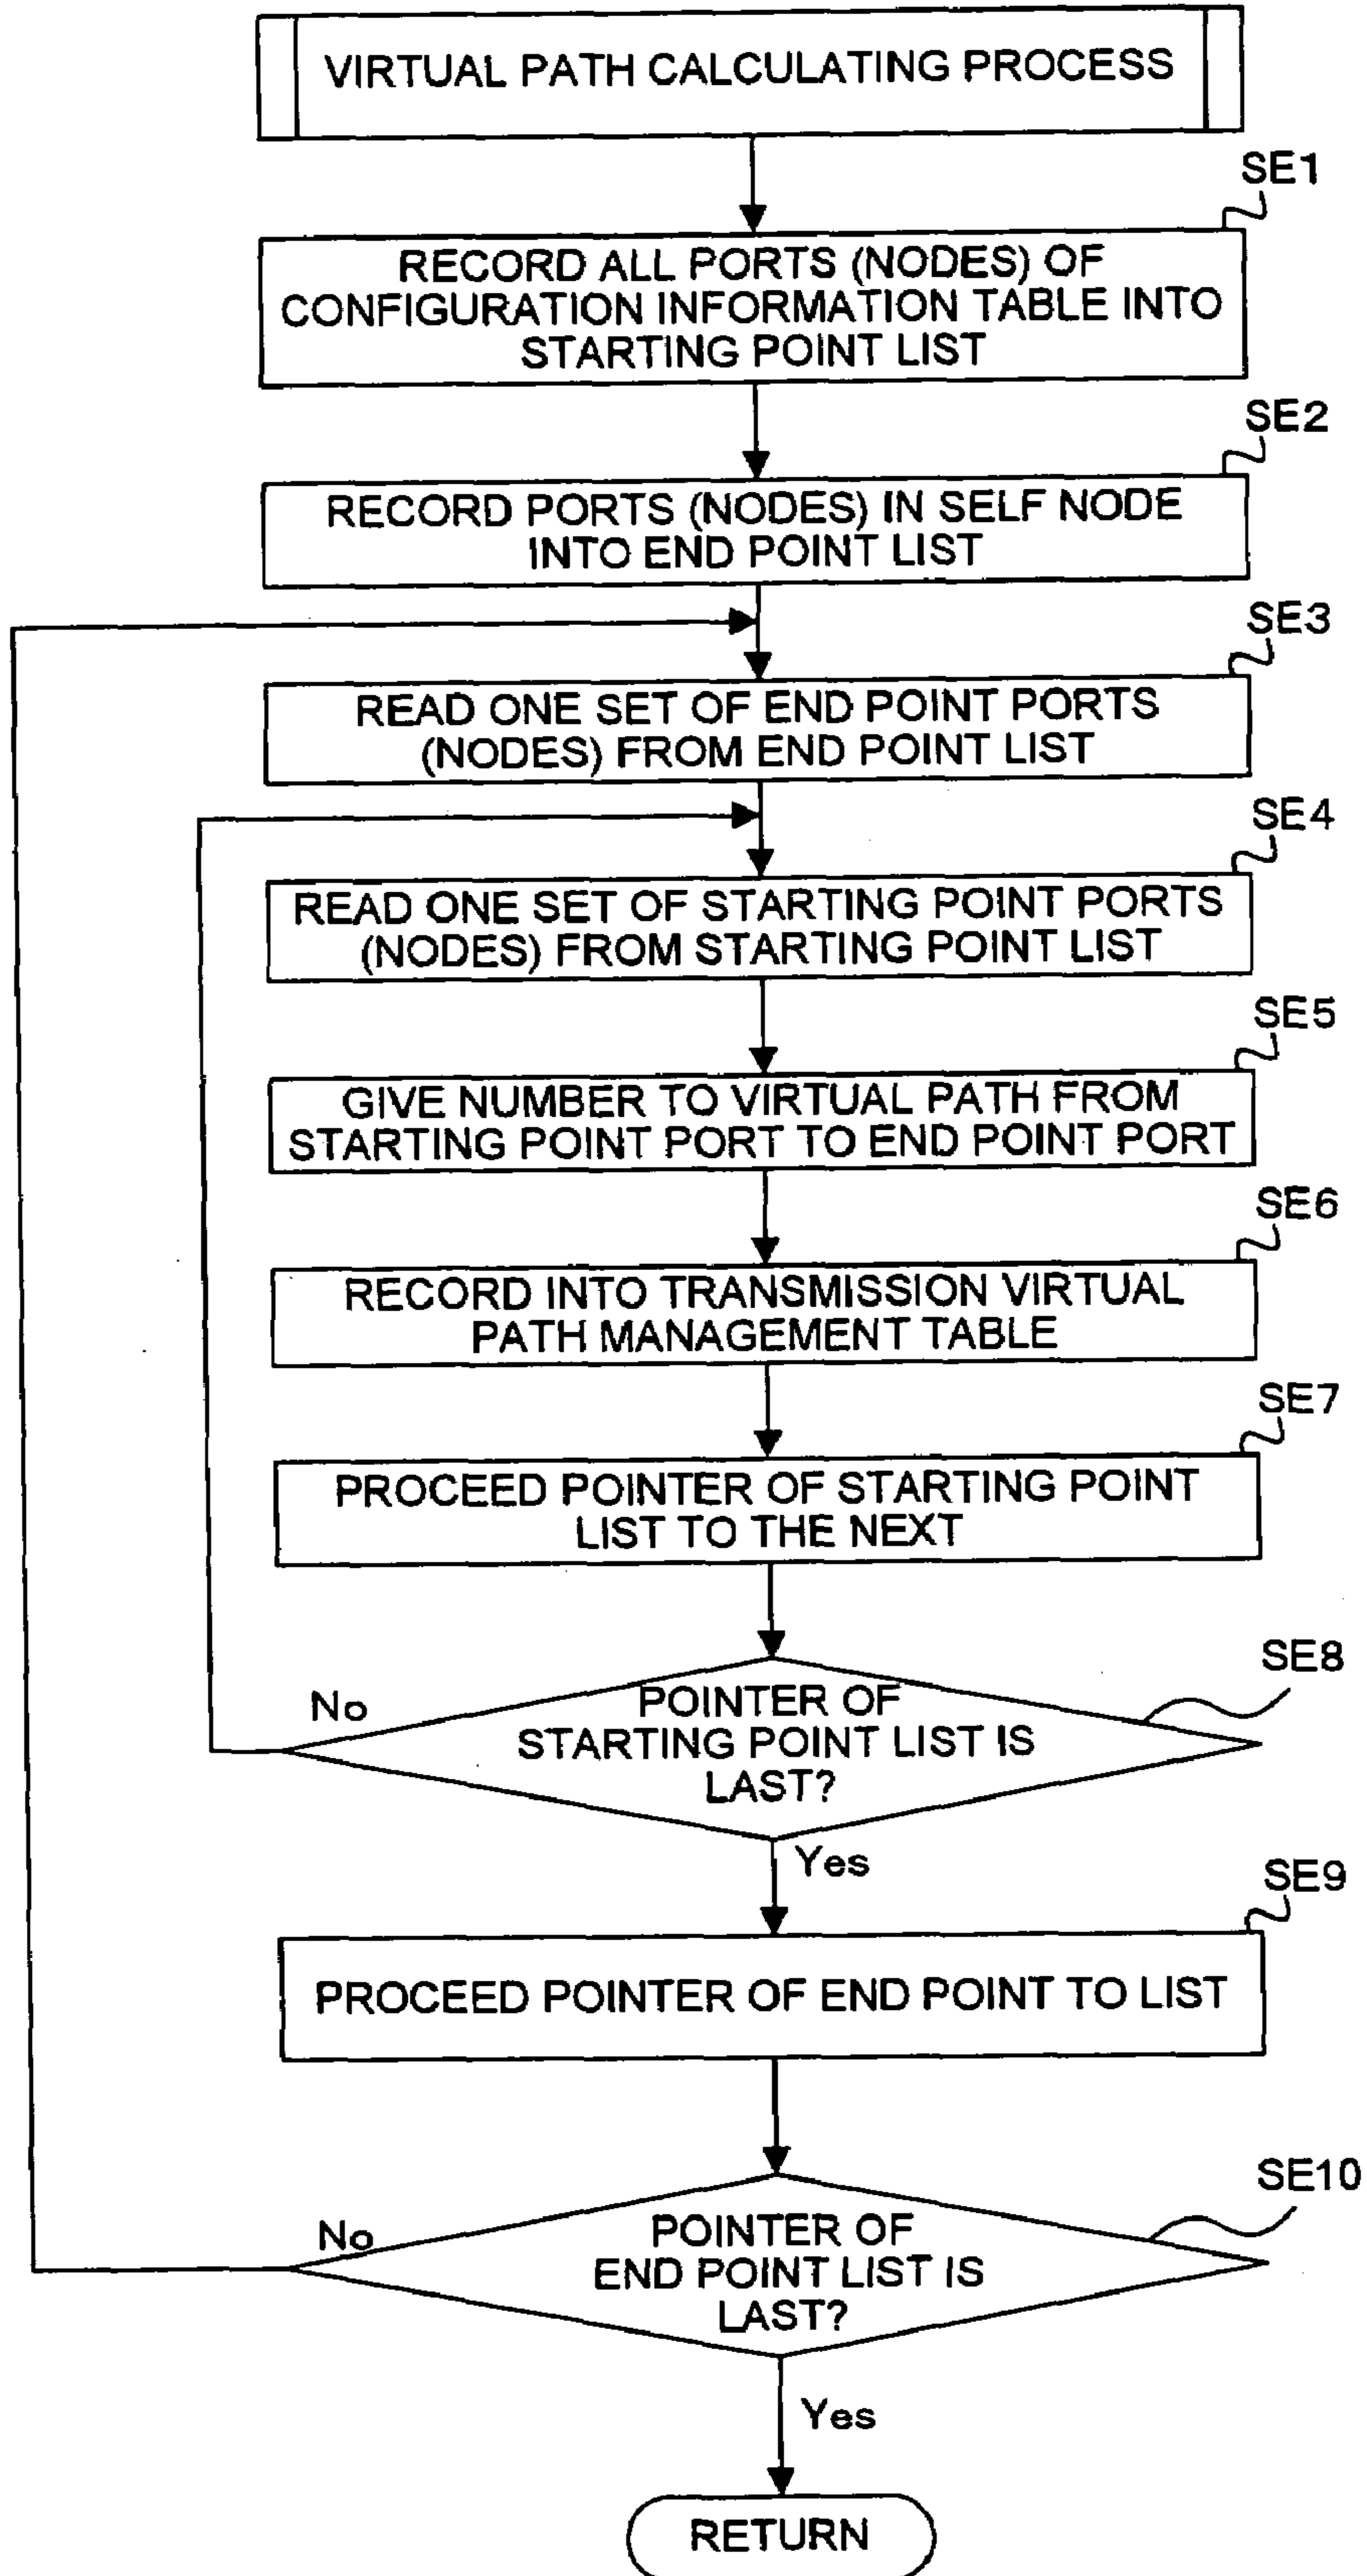 VIRTUAL PATH CALCULATING PROCESS
SE1
RECORD ALL PORTS (NODES) OF
CONFIGURATION INFORMATION TABLE INTO
STARTING POINT LIST
SE2
RECORD PORTS (NODES) IN SELF NODE
INTO END POINT LIST
SE3
READ ONE SET OF END POINT PORTS
(NODES) FROM END POINT LIST
SE4
READ ONE SET OF STARTING POINT PORTS
(NODES) FROM STARTING POINT LIST
SE5
GIVE NUMBER TO VIRTUAL PATH FROM
STARTING POINT PORT TO END POINT PORT
SE6
RECORD INTO TRANSMISSION VIRTUAL
PATH MANAGEMENT TABLE
SE7
PROCEED POINTER OF STARTING POINT
LIST TO THE NEXT
SE8
No
POINTER OF
STARTING POINT LIST IS
LAST?
Yes
SE9
PROCEED POINTER OF END POINT TO LIST
SE10
No
POINTER OF
END POINT LIST IS
LAST?
Yes
RETURN